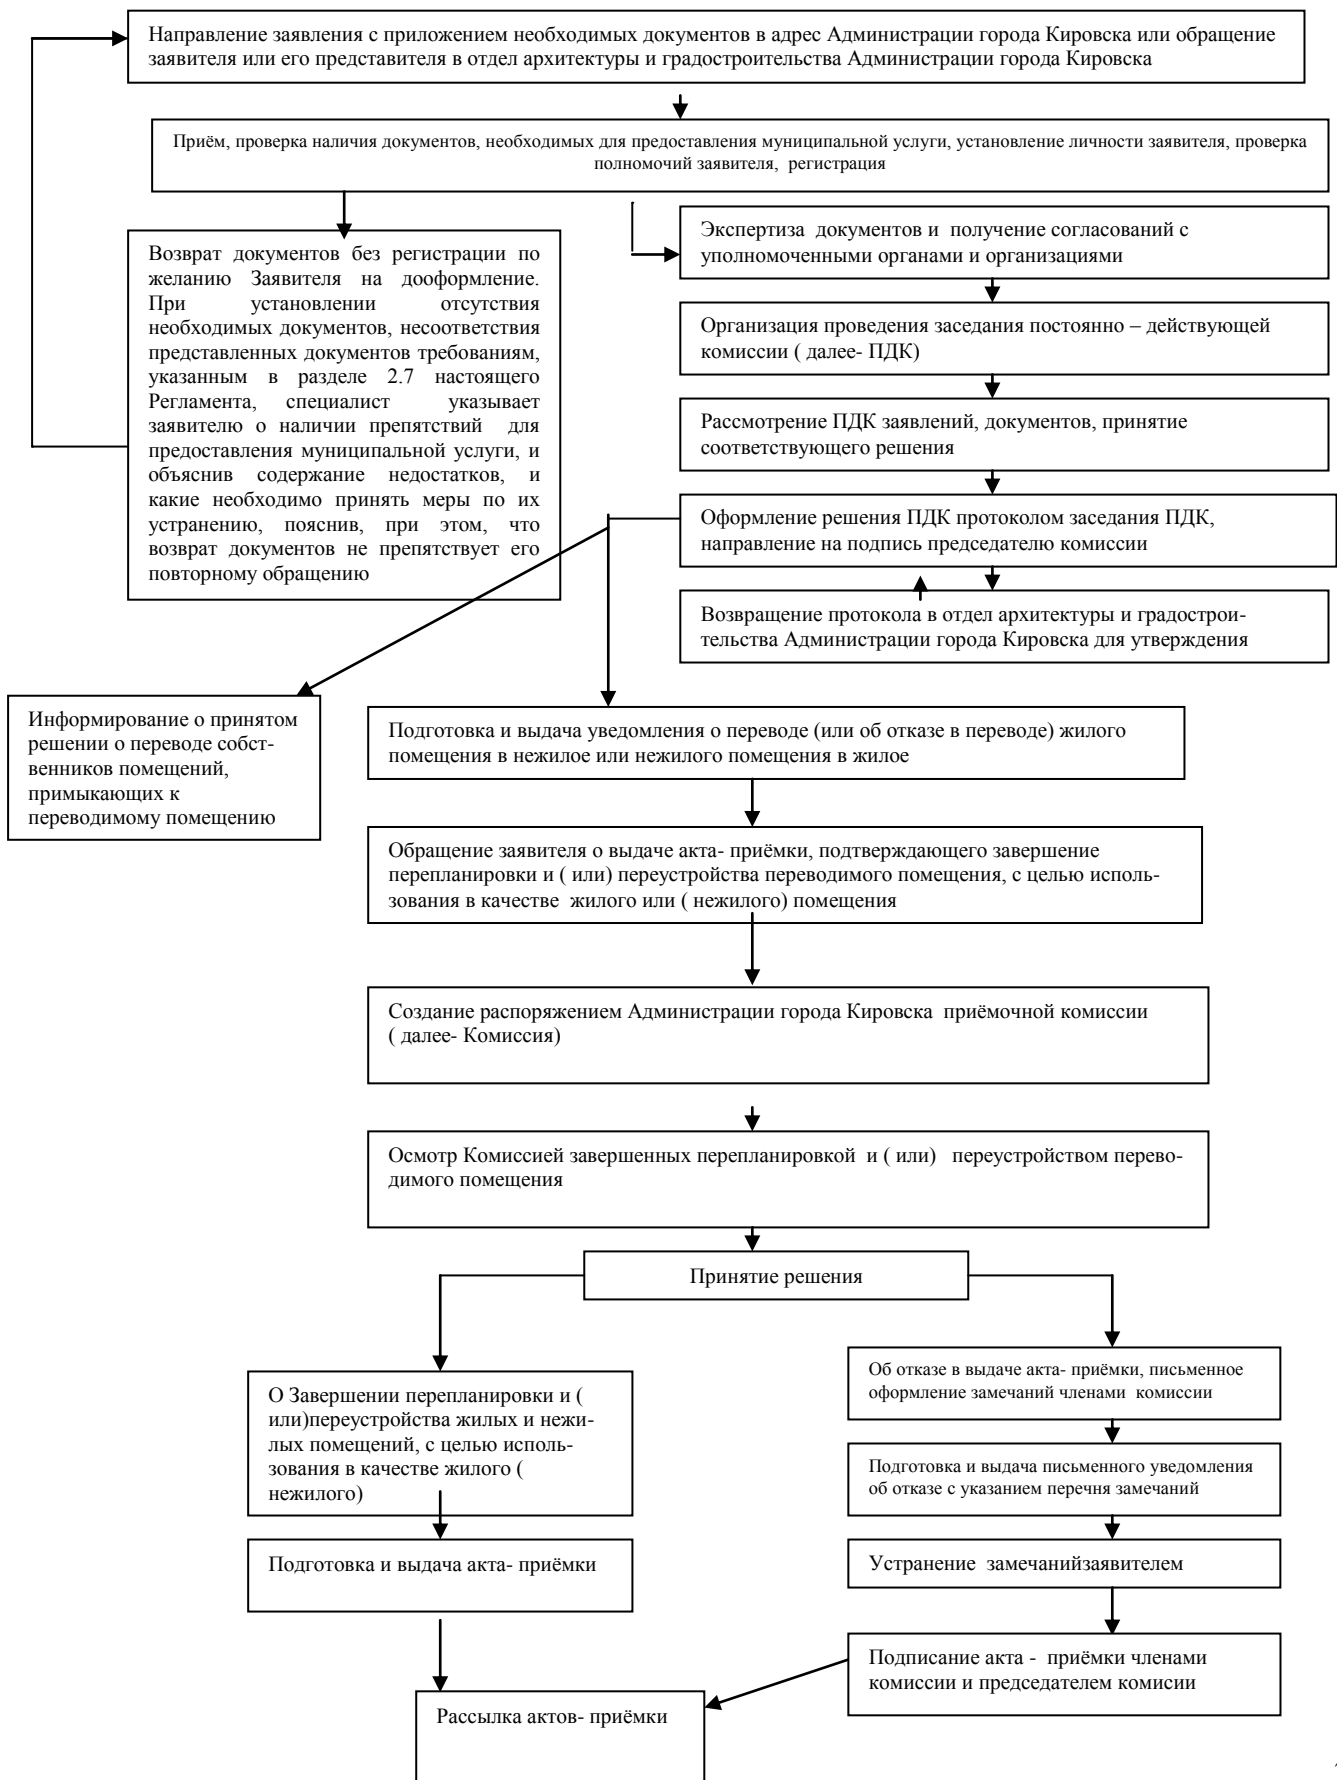 Направление заявления с приложением необходимых документов в адрес Администрации города Кировска или обращение
заявителя или его представителя в отдел архитектуры и градостроительства Администрации города Кировска
Приём, проверка наличия документов, необходимых для предоставления муниципальной услуги, установление личности заявителя, проверка
полномочий заявителя, регистрация
Возврат документов без регистрации по
желанию Заявителя на дооформление.
При установлении отсутствия
необходимых документов, несоответствия
представленных документов требованиям,
указанным в разделе 2.7 настоящего
Регламента, специалист указывает
заявителю о наличии препятствий для
предоставления муниципальной услуги, и
объяснив содержание недостатков, и
какие необходимо принять меры по их
устранению, пояснив, при этом, что
возврат документов не препятствует его
повторному обращению
Экспертиза документов и получение согласований с
уполномоченными органами и организациями
Организация проведения заседания постоянно – действующей
комиссии ( далее- ПДК)
Рассмотрение ПДК заявлений, документов, принятие
соответствующего решения
Оформление решения ПДК протоколом заседания ПДК,
направление на подпись председателю комиссии
Возвращение протокола в отдел архитектуры и градострои-
тельства Администрации города Кировска для утверждения
Информирование о принятом
решении о переводе собст-
венников помещений,
примыкающих к
переводимому помещению
Подготовка и выдача уведомления о переводе (или об отказе в переводе) жилого
помещения в нежилое или нежилого помещения в жилое
Обращение заявителя о выдаче акта- приёмки, подтверждающего завершение
перепланировки и ( или) переустройства переводимого помещения, с целью исполь-
зования в качестве жилого или ( нежилого) помещения
Создание распоряжением Администрации города Кировска приёмочной комиссии
( далее- Комиссия)
Осмотр Комиссией завершенных перепланировкой и ( или) переустройством перево-
димого помещения
Принятие решения
О Завершении перепланировки и (
или)переустройства жилых и нежи-
лых помещений, с целью исполь-
зования в качестве жилого (
нежилого)
Подготовка и выдача акта- приёмки
Об отказе в выдаче акта- приёмки, письменное
оформление замечаний членами комиссии
Подготовка и выдача письменного уведомления
об отказе с указанием перечня замечаний
Устранение замечанийзаявителем
Подписание акта - приёмки членами
комиссии и председателем комисии
Рассылка актов- приёмки